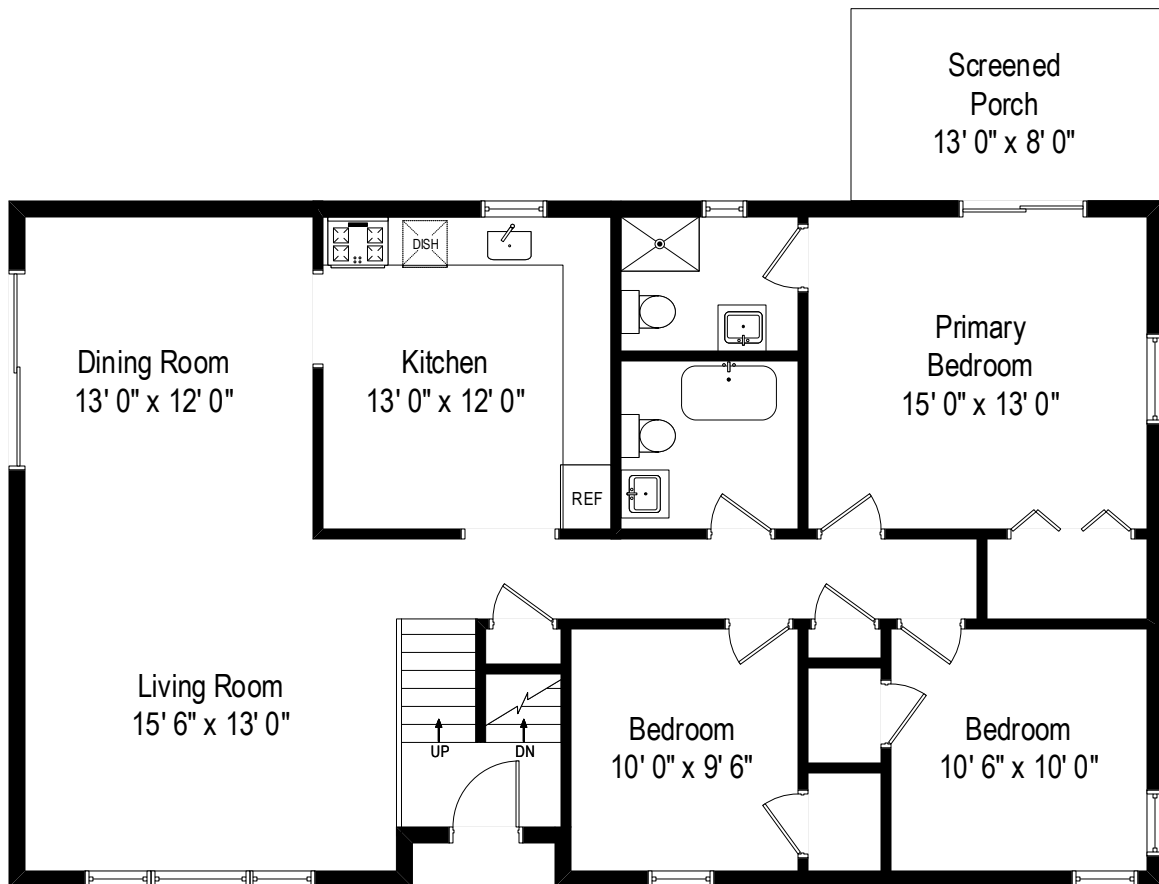 Screened
Porch
13' 0" x 8' 0"
DISH
Dining Room
13' 0" x 12' 0"
Kitchen
13' 0" x 12' 0"
Primary
Bedroom
15' 0" x 13' 0"
REF
Living Room
15' 6" x 13' 0"
UP
DN
Bedroom
10' 0" x 9' 6"
Bedroom
10' 6" x 10' 0"